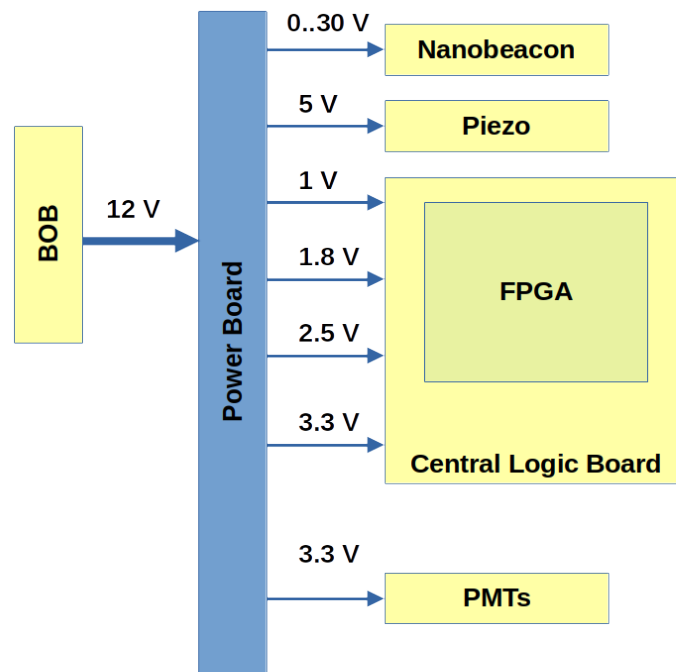 0..30 V
Nanobeacon
5 V
Piezo
1 V
12 V
BOB
1.8 V
FPGA
Power Board
2.5 V
3.3 V
Central Logic Board
3.3 V
PMTs